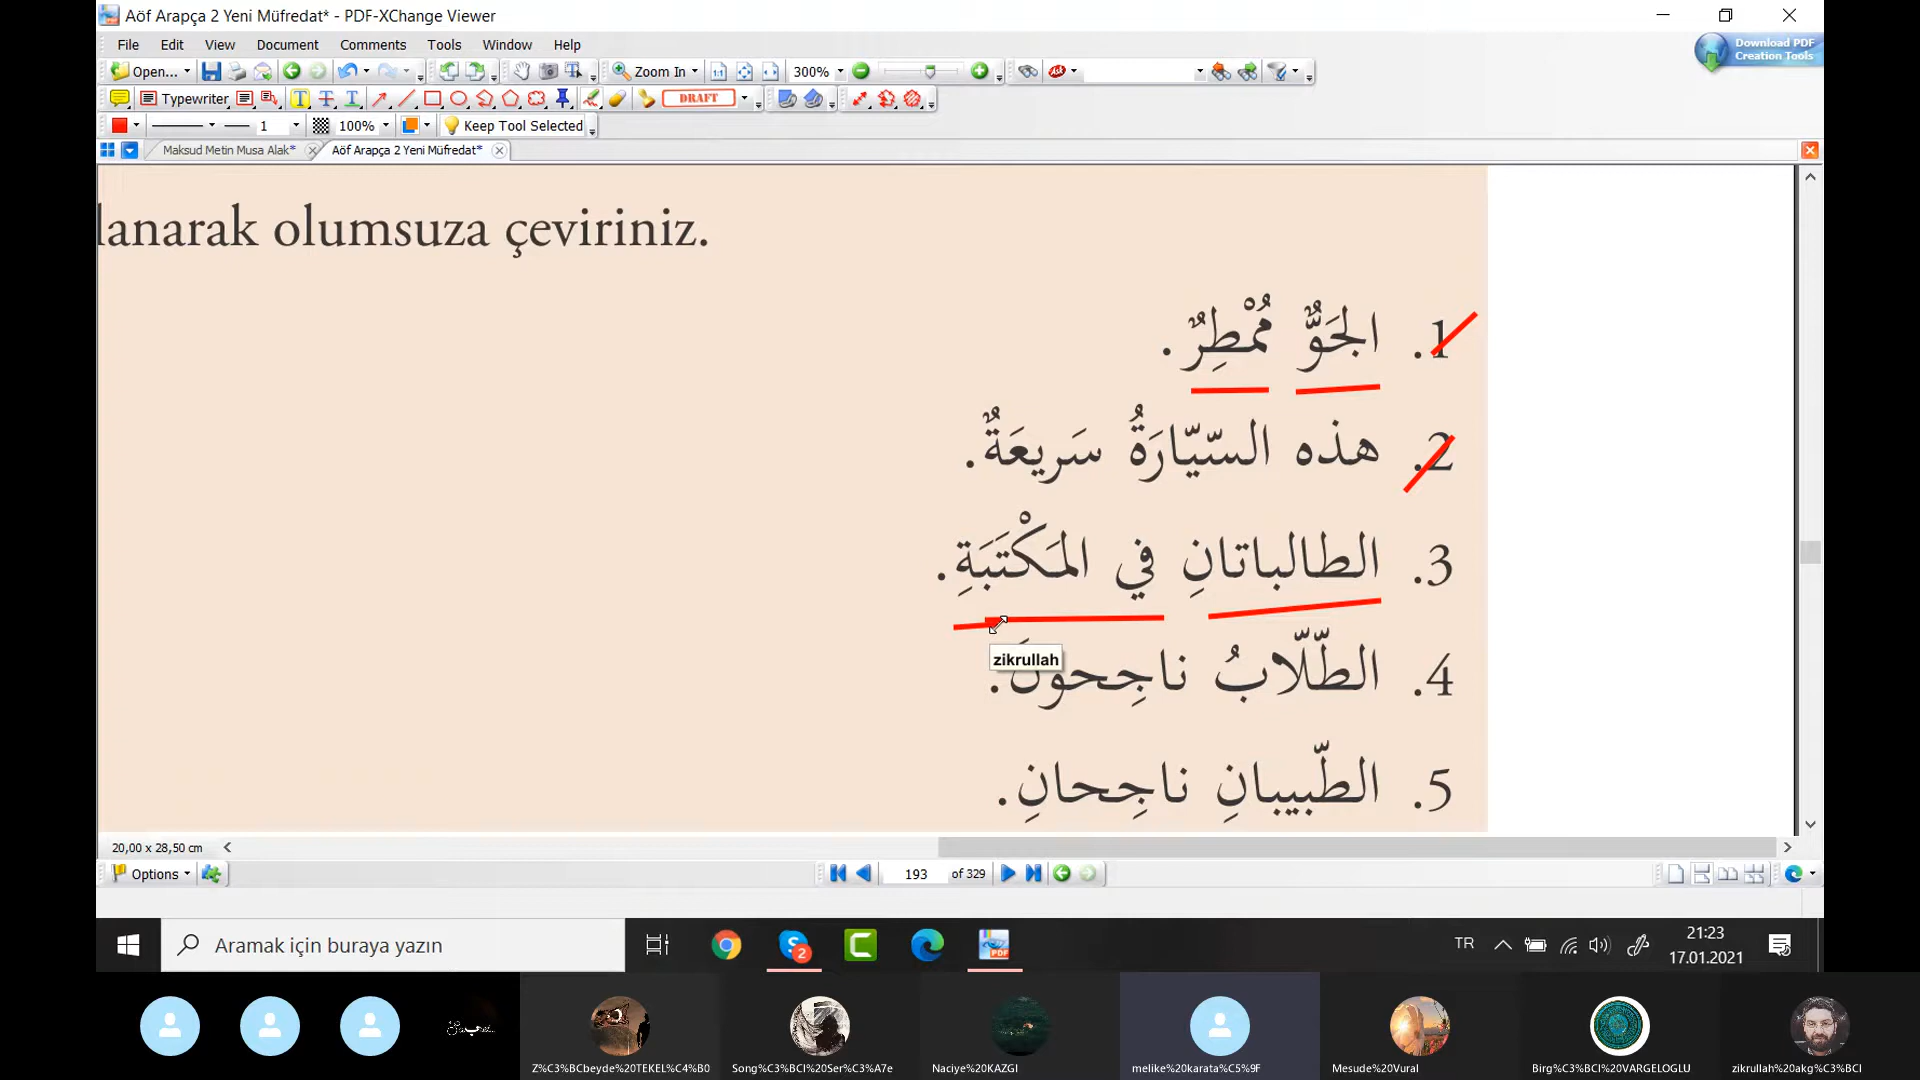 Aöf Arapça 2 Yeni Müfredat* - PDF-XChange Viewer
File Edit View Document Comments Tools Window Help
Download PDF
Creation Tools
Open... Zoom In 300%
Typewriter DRAFT
1 100% Keep Tool Selected
Maksud Metin Musa Alak* Aöf Arapça 2 Yeni Müfredat*
lanarak olumsuza çeviriniz.
1. الجَوُّ مُمْطِرٌ .
2. هذه السّيّارَةُ سَريعَةٌ .
3. الطالباتانِ في المَكْتَبَةِ .
zikrullah
4. الطّلّابُ ناجِحونَ .
5. الطّبيبانِ ناجِحانِ .
20,00 x 28,50 cm
Options 193 of 329
Aramak için buraya yazın
2
PDF
TR
21:23
17.01.2021
Z%C3%BCbeyde%20TEKEL%C4%B0 Song%C3%BCl%20Ser%C3%A7e Naciye%20KAZGI melike%20karata%C5%9F Mesude%20Vural Birg%C3%BCl%20VARGELOGLU zikrullah%20akg%C3%BCl